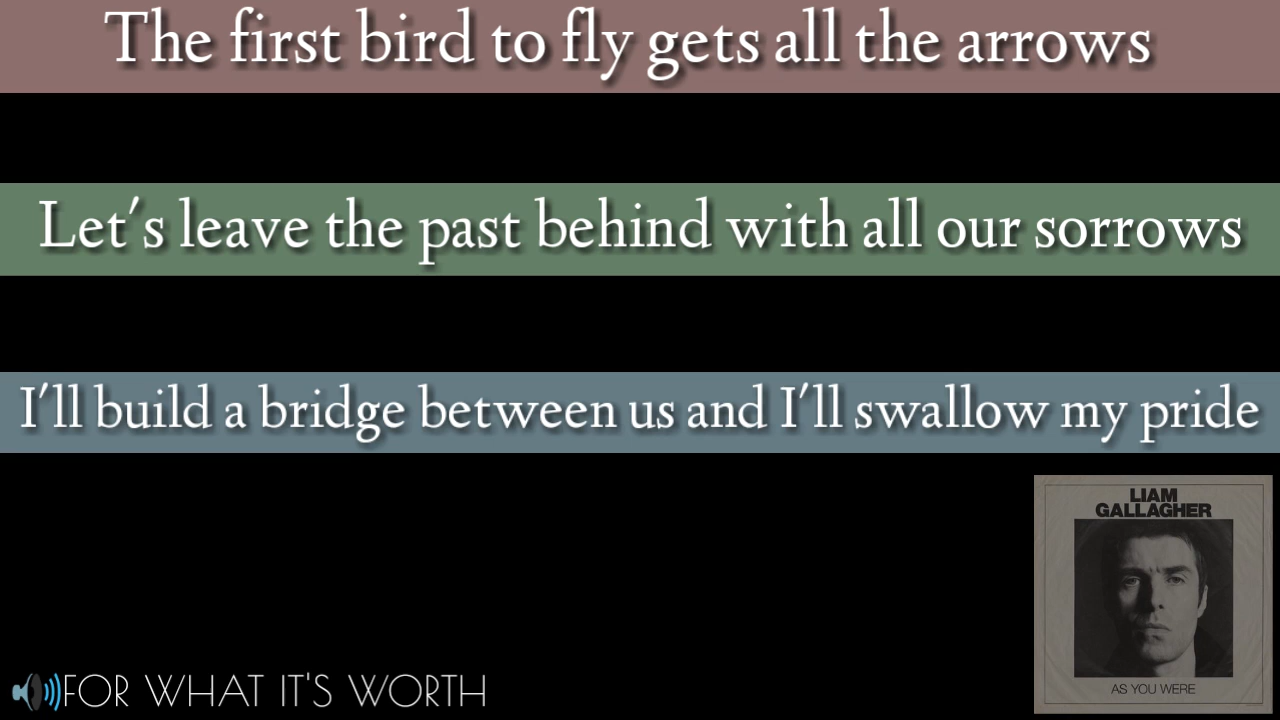 The first bird to fly gets all the arrows
Let's leave the past behind with all our sorrows
I'll build a bridge between us and I'll swallow my pride
LIAM
GALLAGHER
AS YOU WERE
FOR WHAT IT'S WORTH